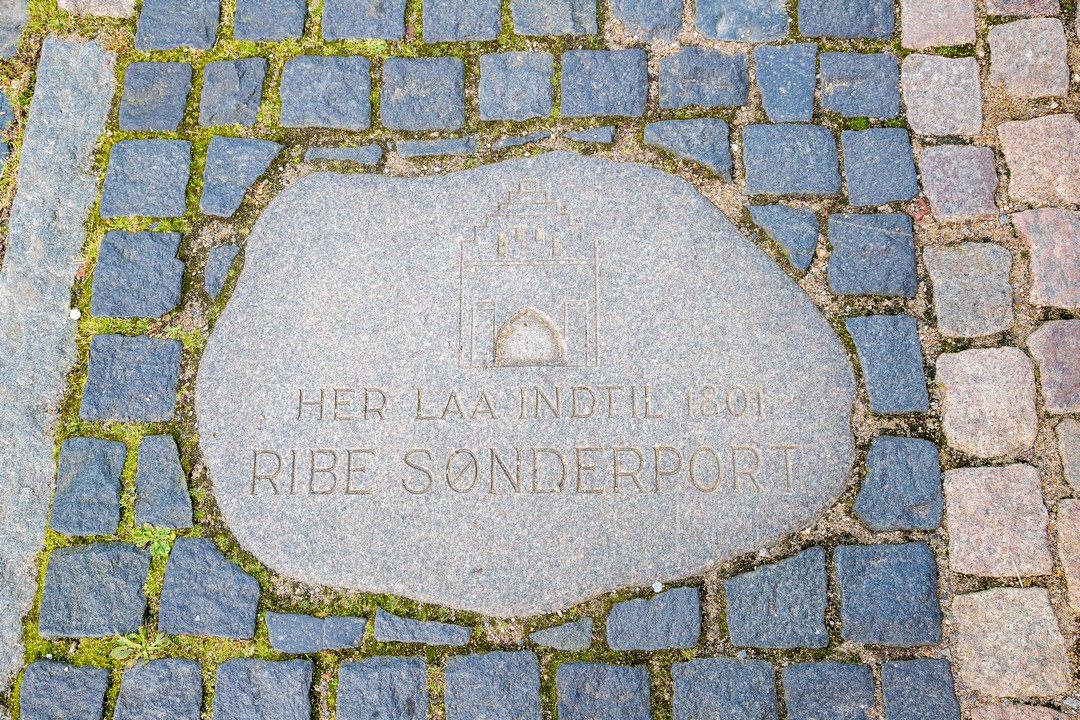 HER LAA INDTIL 1801
RIBE SØNDERPORT